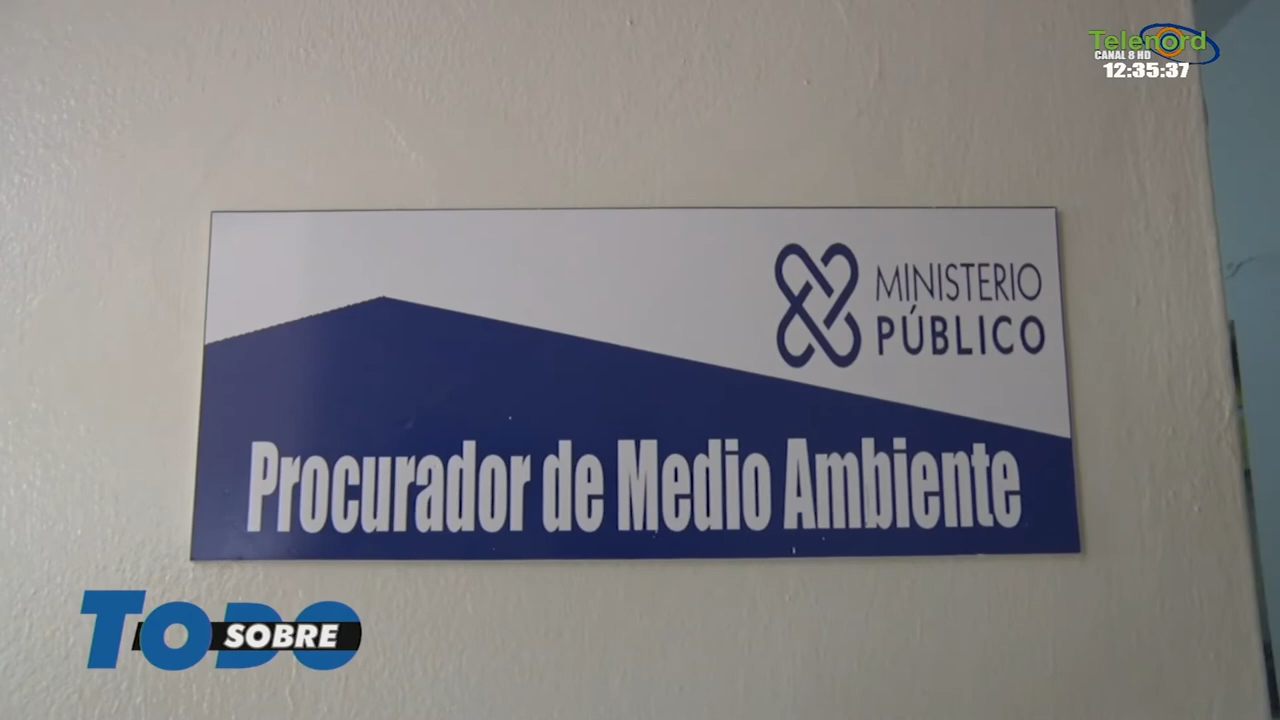 Telenord
CANAL 8 HD
12:35:37
MINISTERIO
PÚBLICO
Procurador de Medio Ambiente
TODO
SOBRE